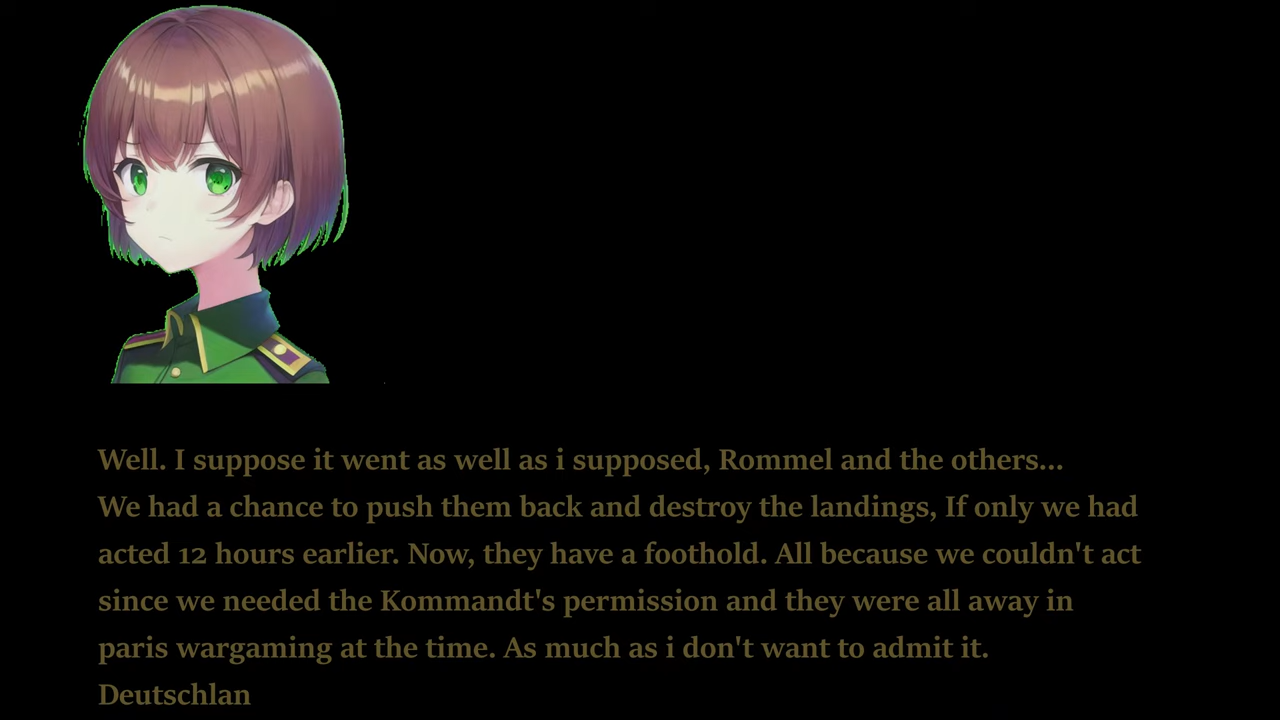 Well. I suppose it went as well as i supposed, Rommel and the others...
We had a chance to push them back and destroy the landings, If only we had
acted 12 hours earlier. Now, they have a foothold. All because we couldn't act
since we needed the Kommandt's permission and they were all away in
paris wargaming at the time. As much as i don't want to admit it.
Deutschlan